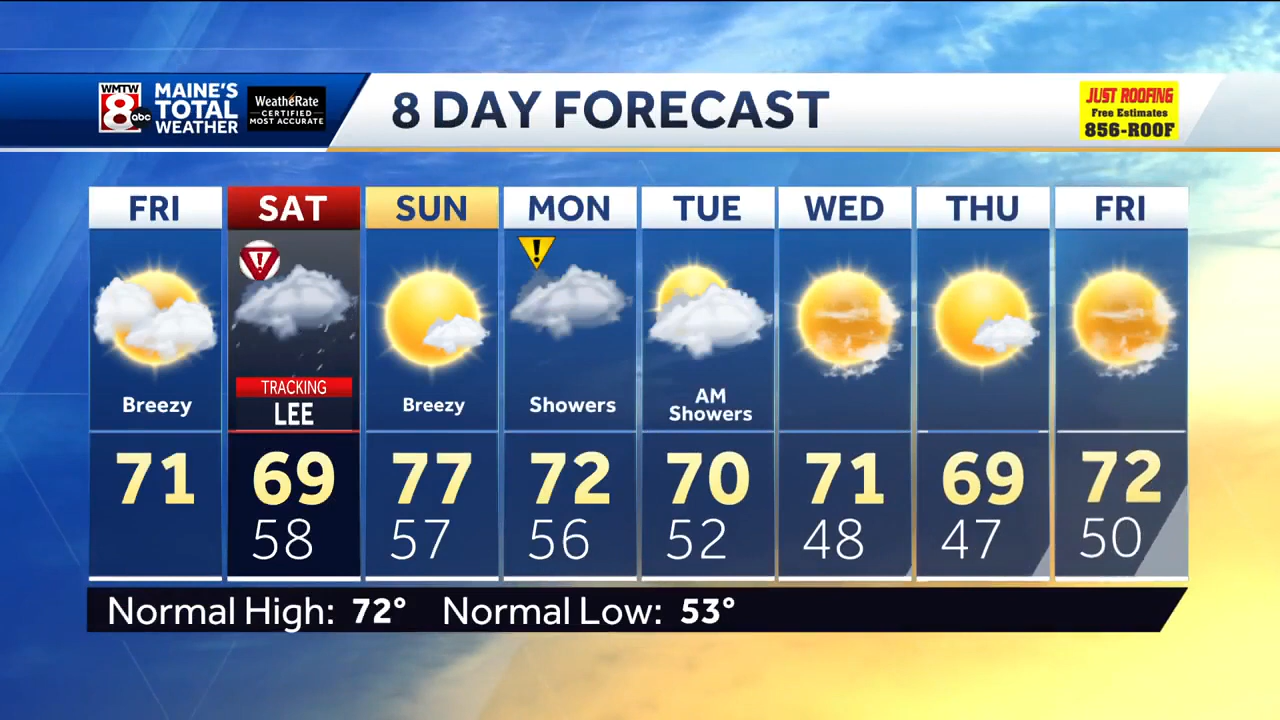 WMTW
8
abc
MAINE'S
TOTAL
WEATHER
WeatheRate
CERTIFIED
MOST ACCURATE
8 DAY FORECAST
JUST ROOFING
Free Estimates
856-ROOF
FRI SAT SUN MON TUE WED THU FRI
! !
TRACKING
LEE
Breezy Breezy Showers AM
Showers
71 69 77 72 70 71 69 72
58 57 56 52 48 47 50
Normal High: 72° Normal Low: 53°